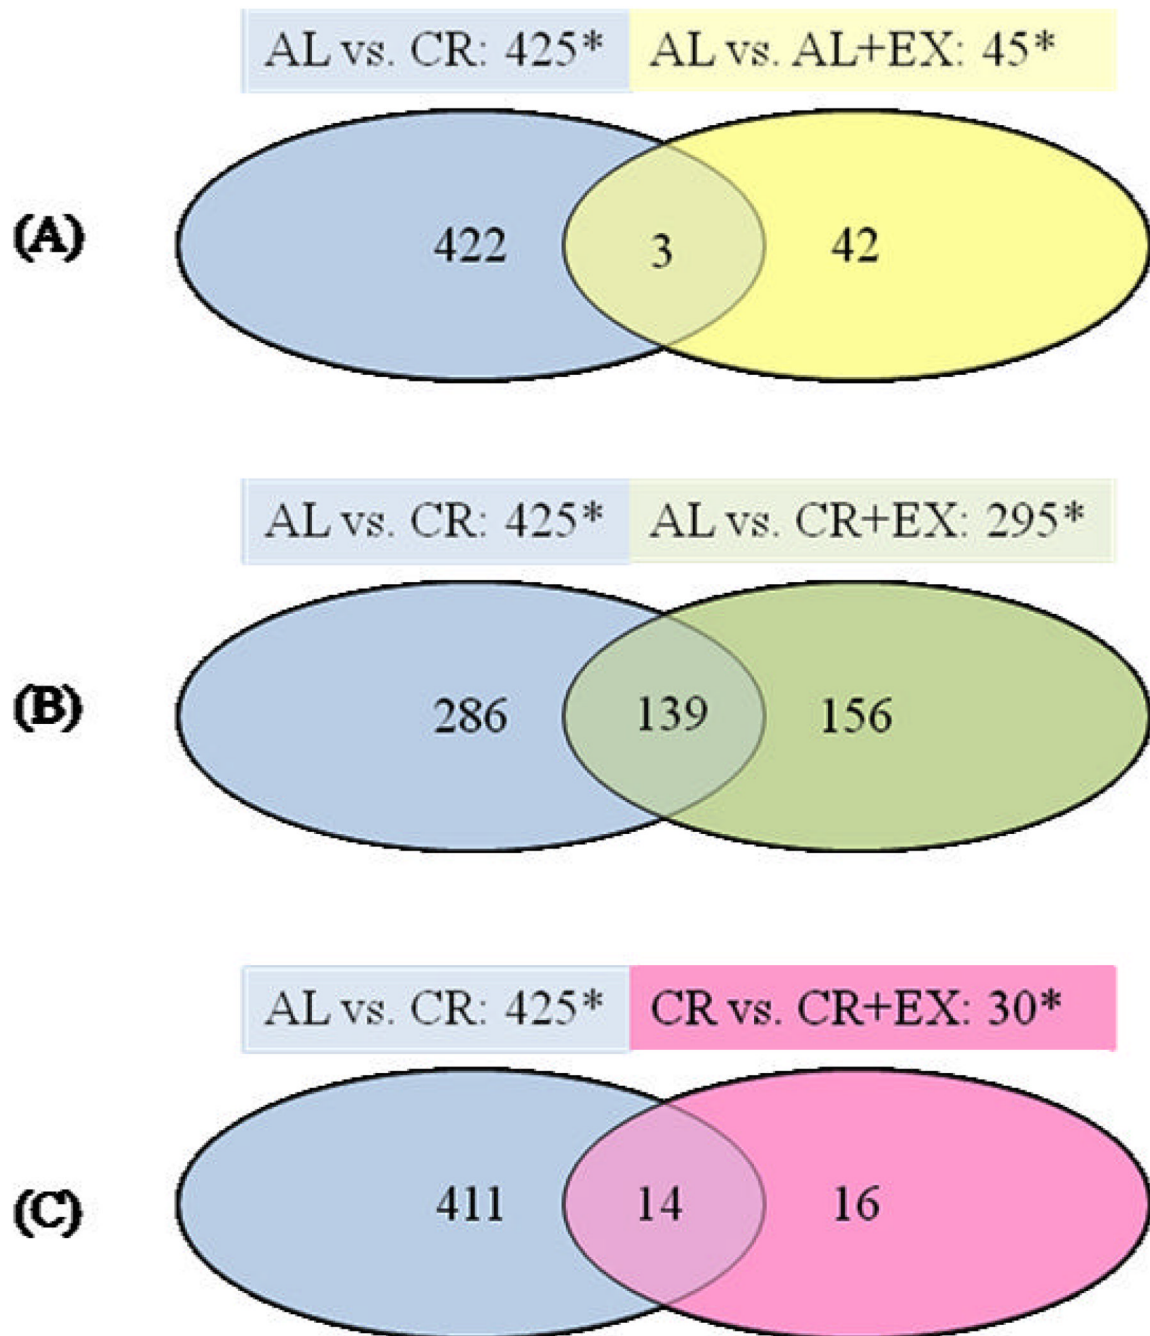 AL vs. CR: 425* AL vs. AL+EX: 45*
(A) 422 3 42
AL vs. CR: 425* AL vs. CR+EX: 295*
(B) 286 139 156
AL vs. CR: 425* CR vs. CR+EX: 30*
(C) 411 14 16